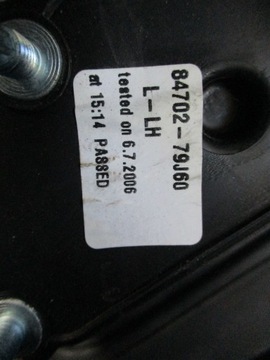 84702-79J60
L-LH
tested on 6.7.2006
at 15:14 PASSED